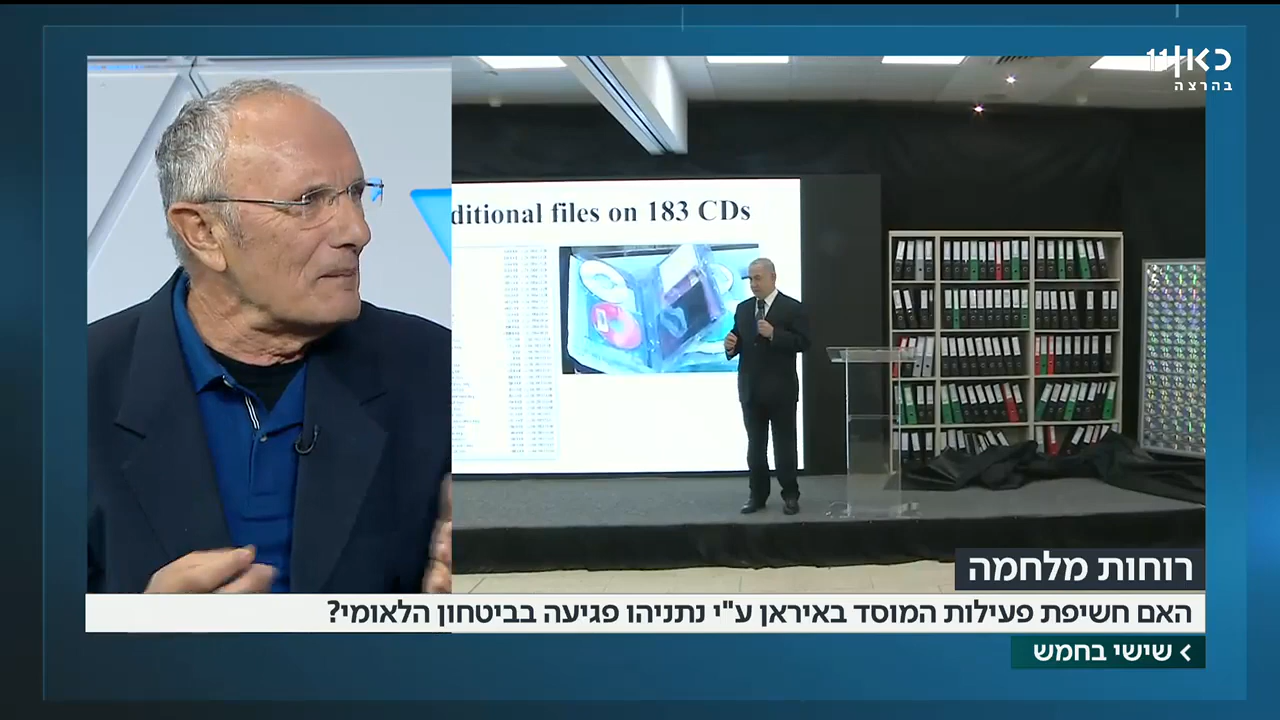 כאן 11
בהרצה
ditional files on 183 CDs
רוחות מלחמה
האם חשיפת פעילות המוסד באיראן ע"י נתניהו פגיעה בביטחון הלאומי?
שישי בחמש